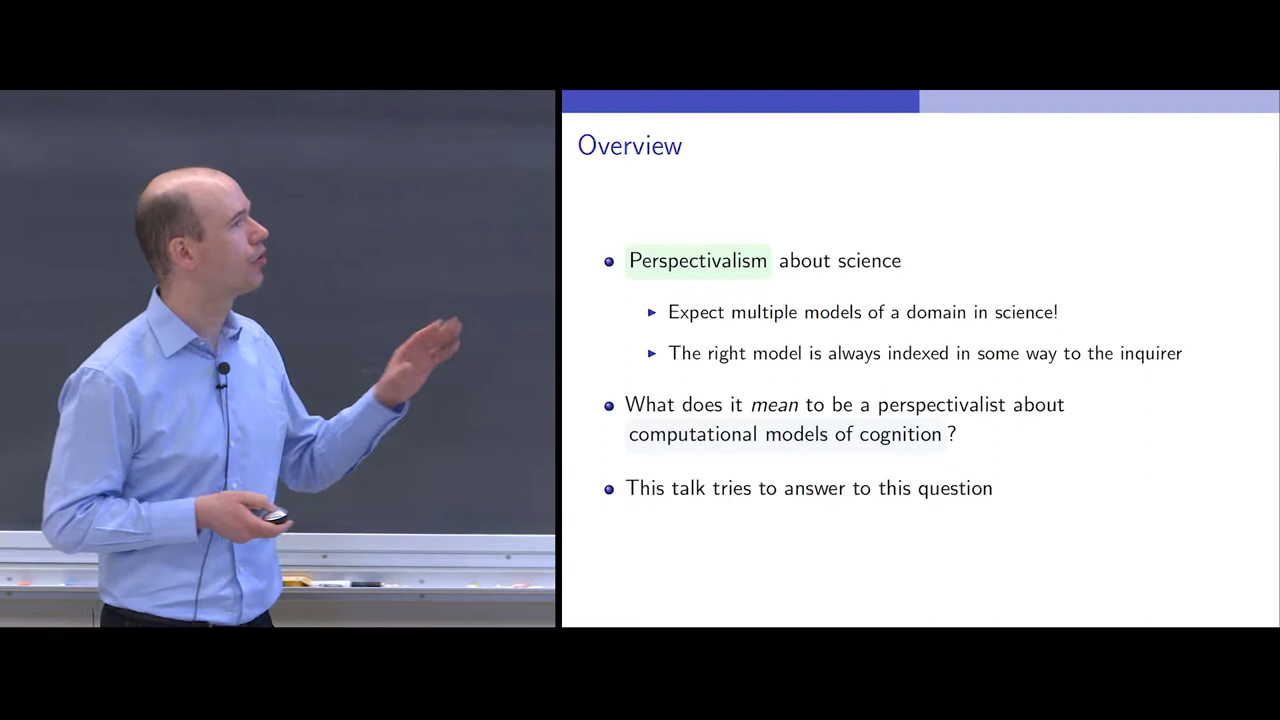 Overview
Perspectivalism about science
Expect multiple models of a domain in science!
The right model is always indexed in some way to the inquirer
What does it mean to be a perspectivalist about
computational models of cognition ?
This talk tries to answer to this question